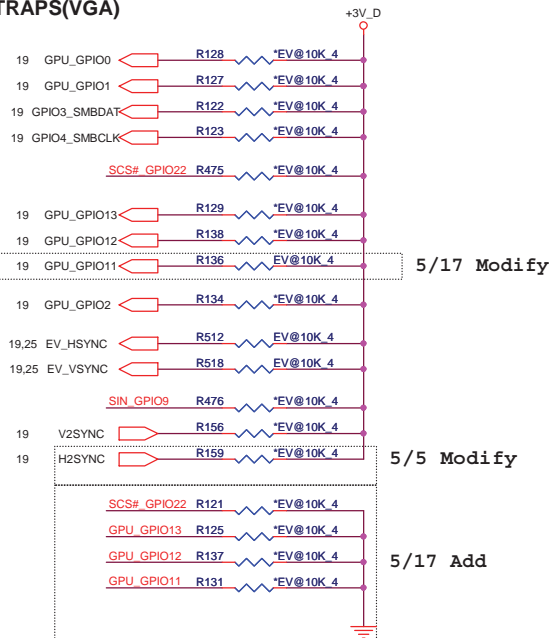 TRAPS(VGA)
+3V_D
19 GPU_GPIO0 R128 *EV@10K_4
19 GPU_GPIO1 R127 *EV@10K_4
19 GPIO3_SMBDAT R122 *EV@10K_4
19 GPIO4_SMBCLK R123 *EV@10K_4
SCS#_GPIO22 R475 *EV@10K_4
19 GPU_GPIO13 R129 *EV@10K_4
19 GPU_GPIO12 R138 *EV@10K_4
19 GPU_GPIO11 R136 EV@10K_4 5/17 Modify
19 GPU_GPIO2 R134 *EV@10K_4
19,25 EV_HSYNC R512 EV@10K_4
19,25 EV_VSYNC R518 EV@10K_4
SIN_GPIO9 R476 *EV@10K_4
19 V2SYNC R156 *EV@10K_4
19 H2SYNC R159 *EV@10K_4 5/5 Modify
SCS#_GPIO22 R121 *EV@10K_4
GPU_GPIO13 R125 *EV@10K_4
GPU_GPIO12 R137 *EV@10K_4 5/17 Add
GPU_GPIO11 R131 *EV@10K_4